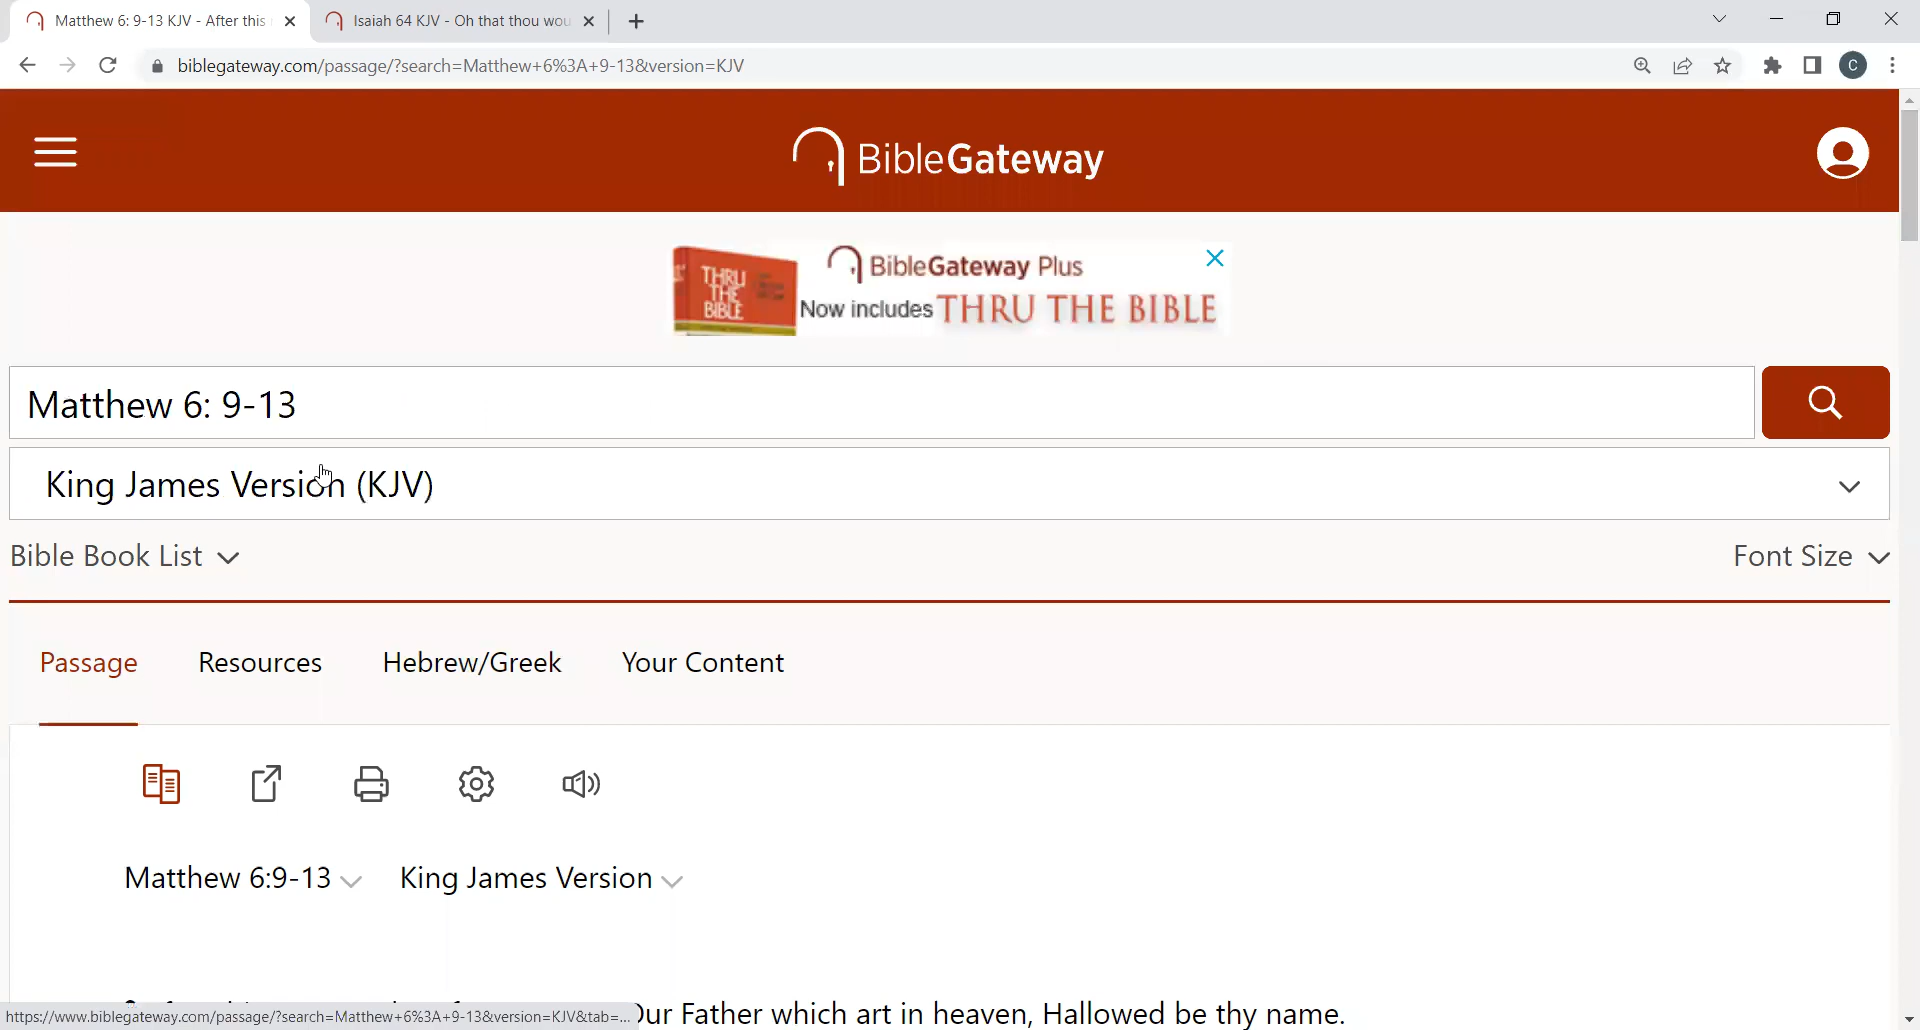 Matthew 6: 9-13 KJV - After this
Isaiah 64 KJV - Oh that thou wou
biblegateway.com/passage/?search=Matthew+6%3A+9-13&version=KJV
C
BibleGateway
THRU THE BIBLE
BibleGateway Plus
Now includes THRU THE BIBLE
Matthew 6: 9-13
King James Version (KJV)
Bible Book List
Font Size
Passage Resources Hebrew/Greek Your Content
Matthew 6:9-13 King James Version
Our Father which art in heaven, Hallowed be thy name.
https://www.biblegateway.com/passage/?search=Matthew+6%3A+9-13&version=KJV&tab=...